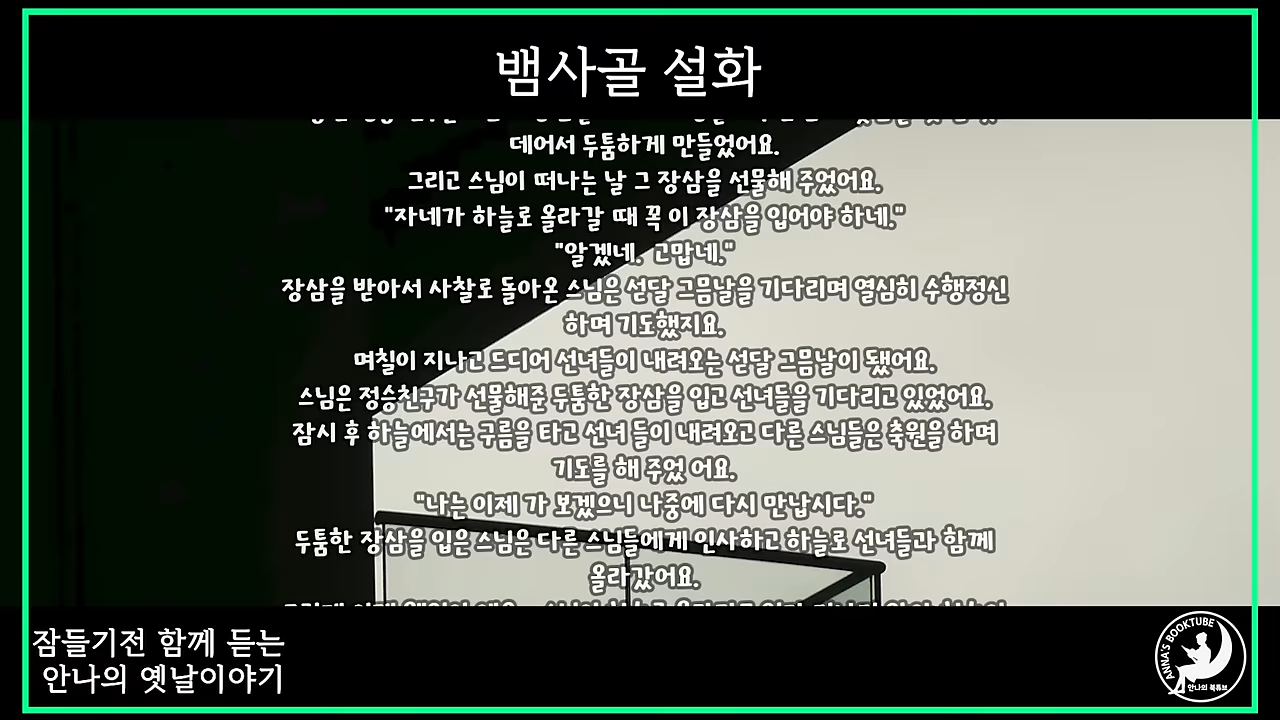 뱀사골 설화
데어서 두툼하게 만들었어요.
그리고 스님이 떠나는 날 그 장삼을 선물해 주었어요.
"자네가 하늘로 올라갈 때 꼭 이 장삼을 입어야 하네."
"알겠네. 고맙네."
장삼을 받아서 사찰로 돌아온 스님은 섣달 그믐날을 기다리며 열심히 수행정신
하며 기도했지요.
며칠이 지나고 드디어 선녀들이 내려오는 섣달 그믐날이 됐어요.
스님은 정승친구가 선물해준 두툼한 장삼을 입고 선녀들을 기다리고 있었어요.
잠시 후 하늘에서는 구름을 타고 선녀 들이 내려오고 다른 스님들은 축원을 하며
기도를 해 주었 어요.
"나는 이제 가 보겠으니 나중에 다시 만납시다."
두툼한 장삼을 입은 스님은 다른 스님들에게 인사하고 하늘로 선녀들과 함께
올라갔어요.
잠들기전 함께 듣는
안나의 옛날이야기
ANNA'S BOOKTUBE
안나의 북튜브